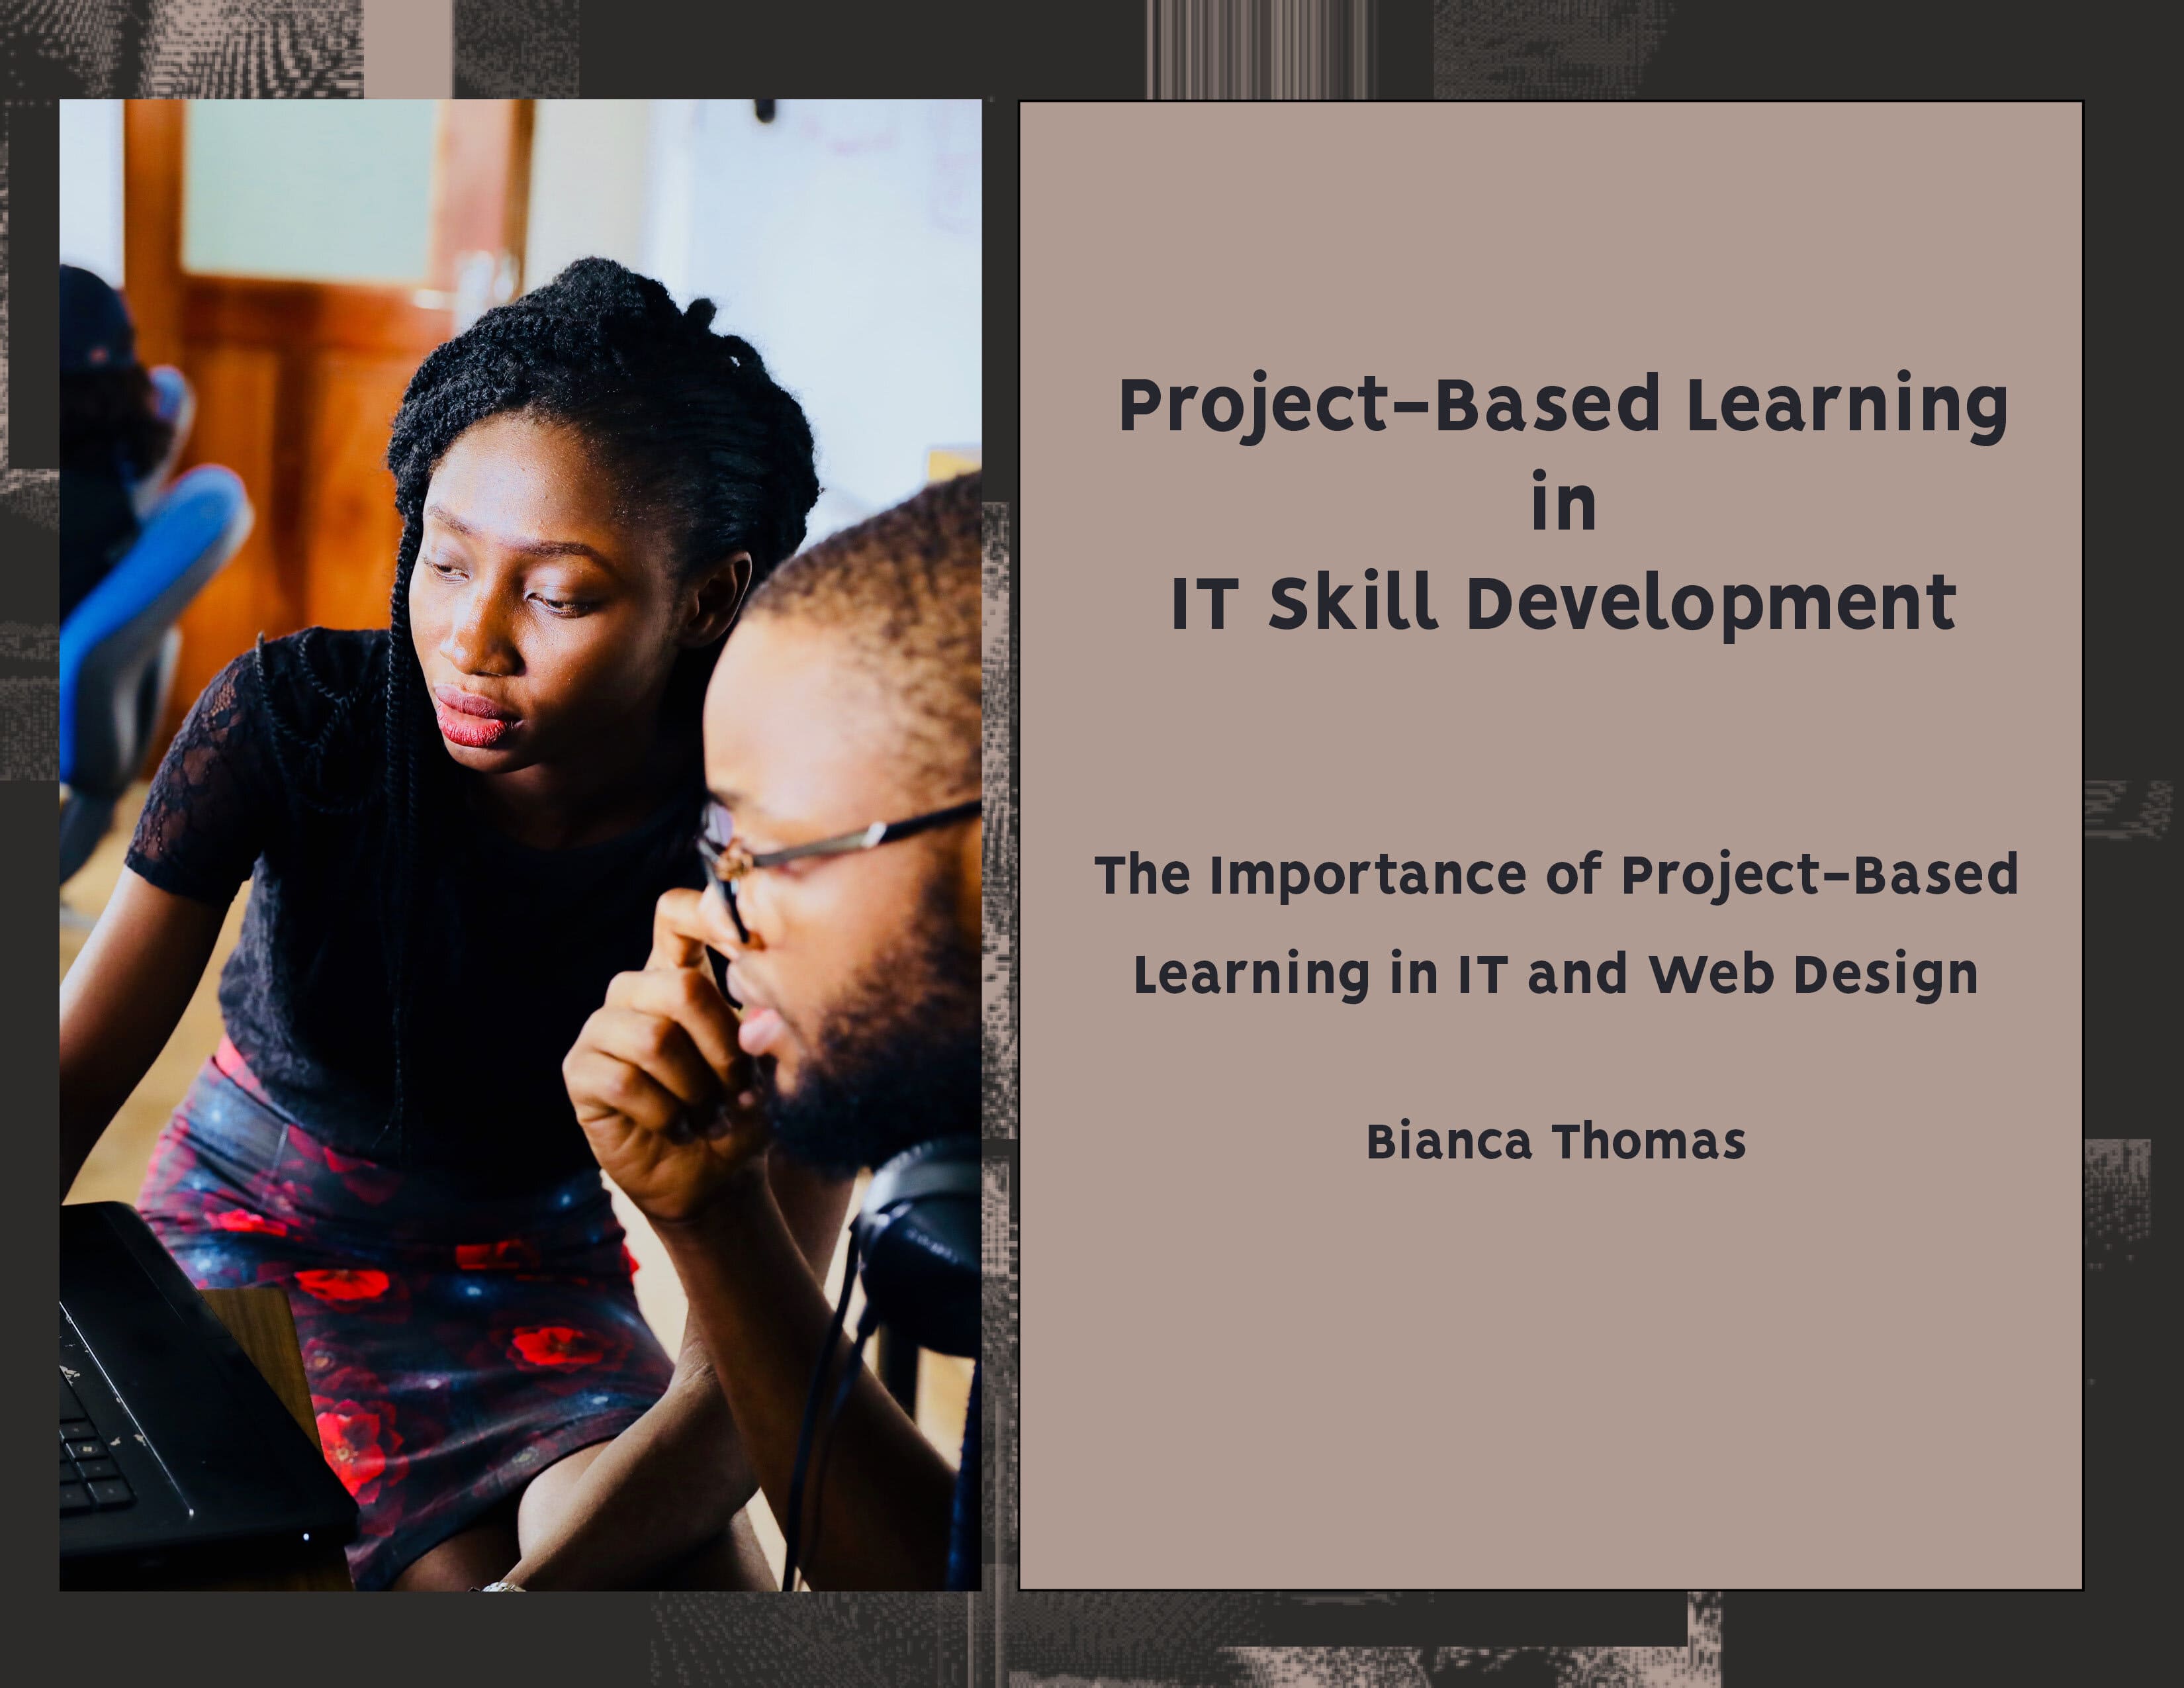 Project-Based Learning
in
IT Skill Development
The Importance of Project-Based
Learning in IT and Web Design
Bianca Thomas